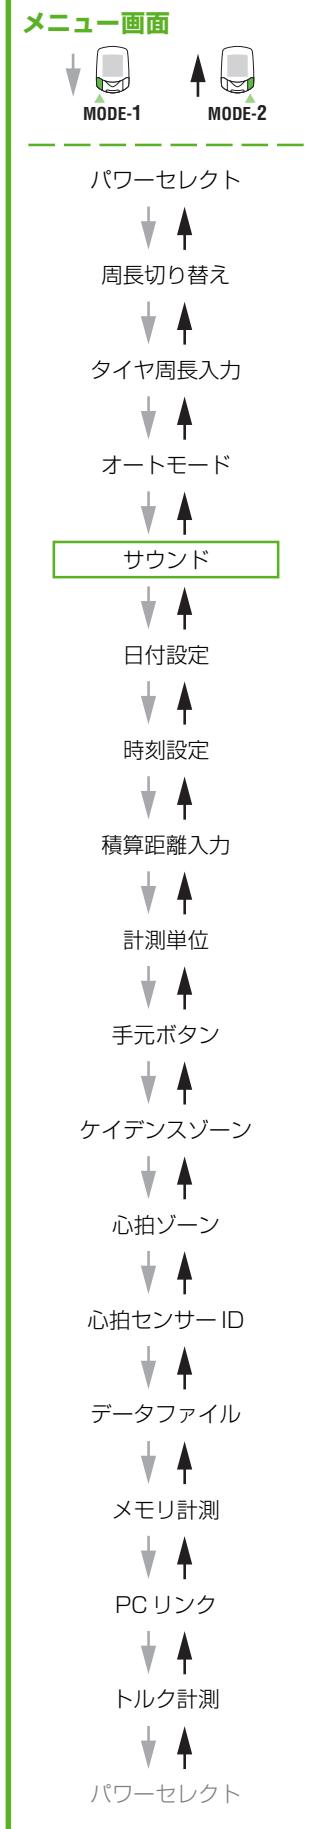 メニュー画面
MODE-1 MODE-2
パワーセレクト
周長切り替え
タイヤ周長入力
オートモード
サウンド
日付設定
時刻設定
積算距離入力
計測単位
手元ボタン
ケイデンスゾーン
心拍ゾーン
心拍センサー ID
データファイル
メモリ計測
PC リンク
トルク計測
パワーセレクト